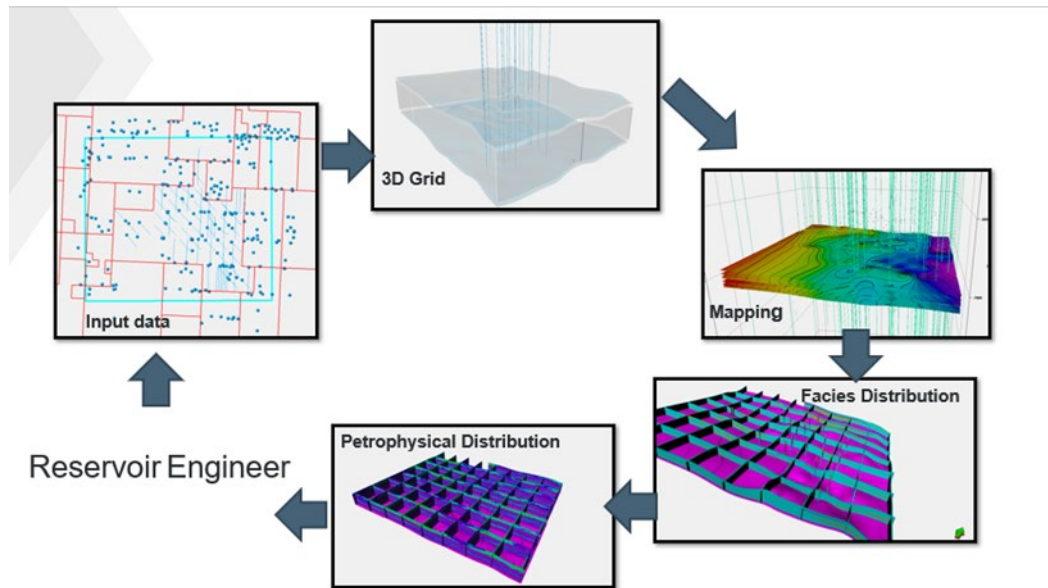 Input data
3D Grid
Mapping
Facies Distribution
Petrophysical Distribution
Reservoir Engineer